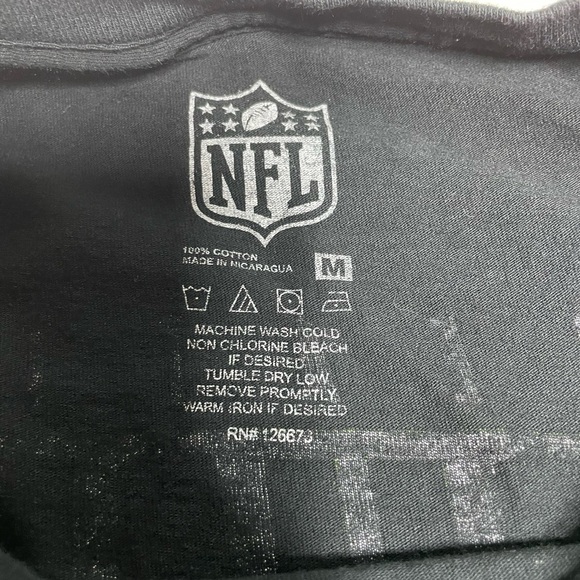 NFL
100% COTTON
MADE IN NICARAGUA
M
MACHINE WASH COLD
NON CHLORINE BLEACH
IF DESIRED
TUMBLE DRY LOW
REMOVE PROMPTLY
WARM IRON IF DESIRED
RN# 126673